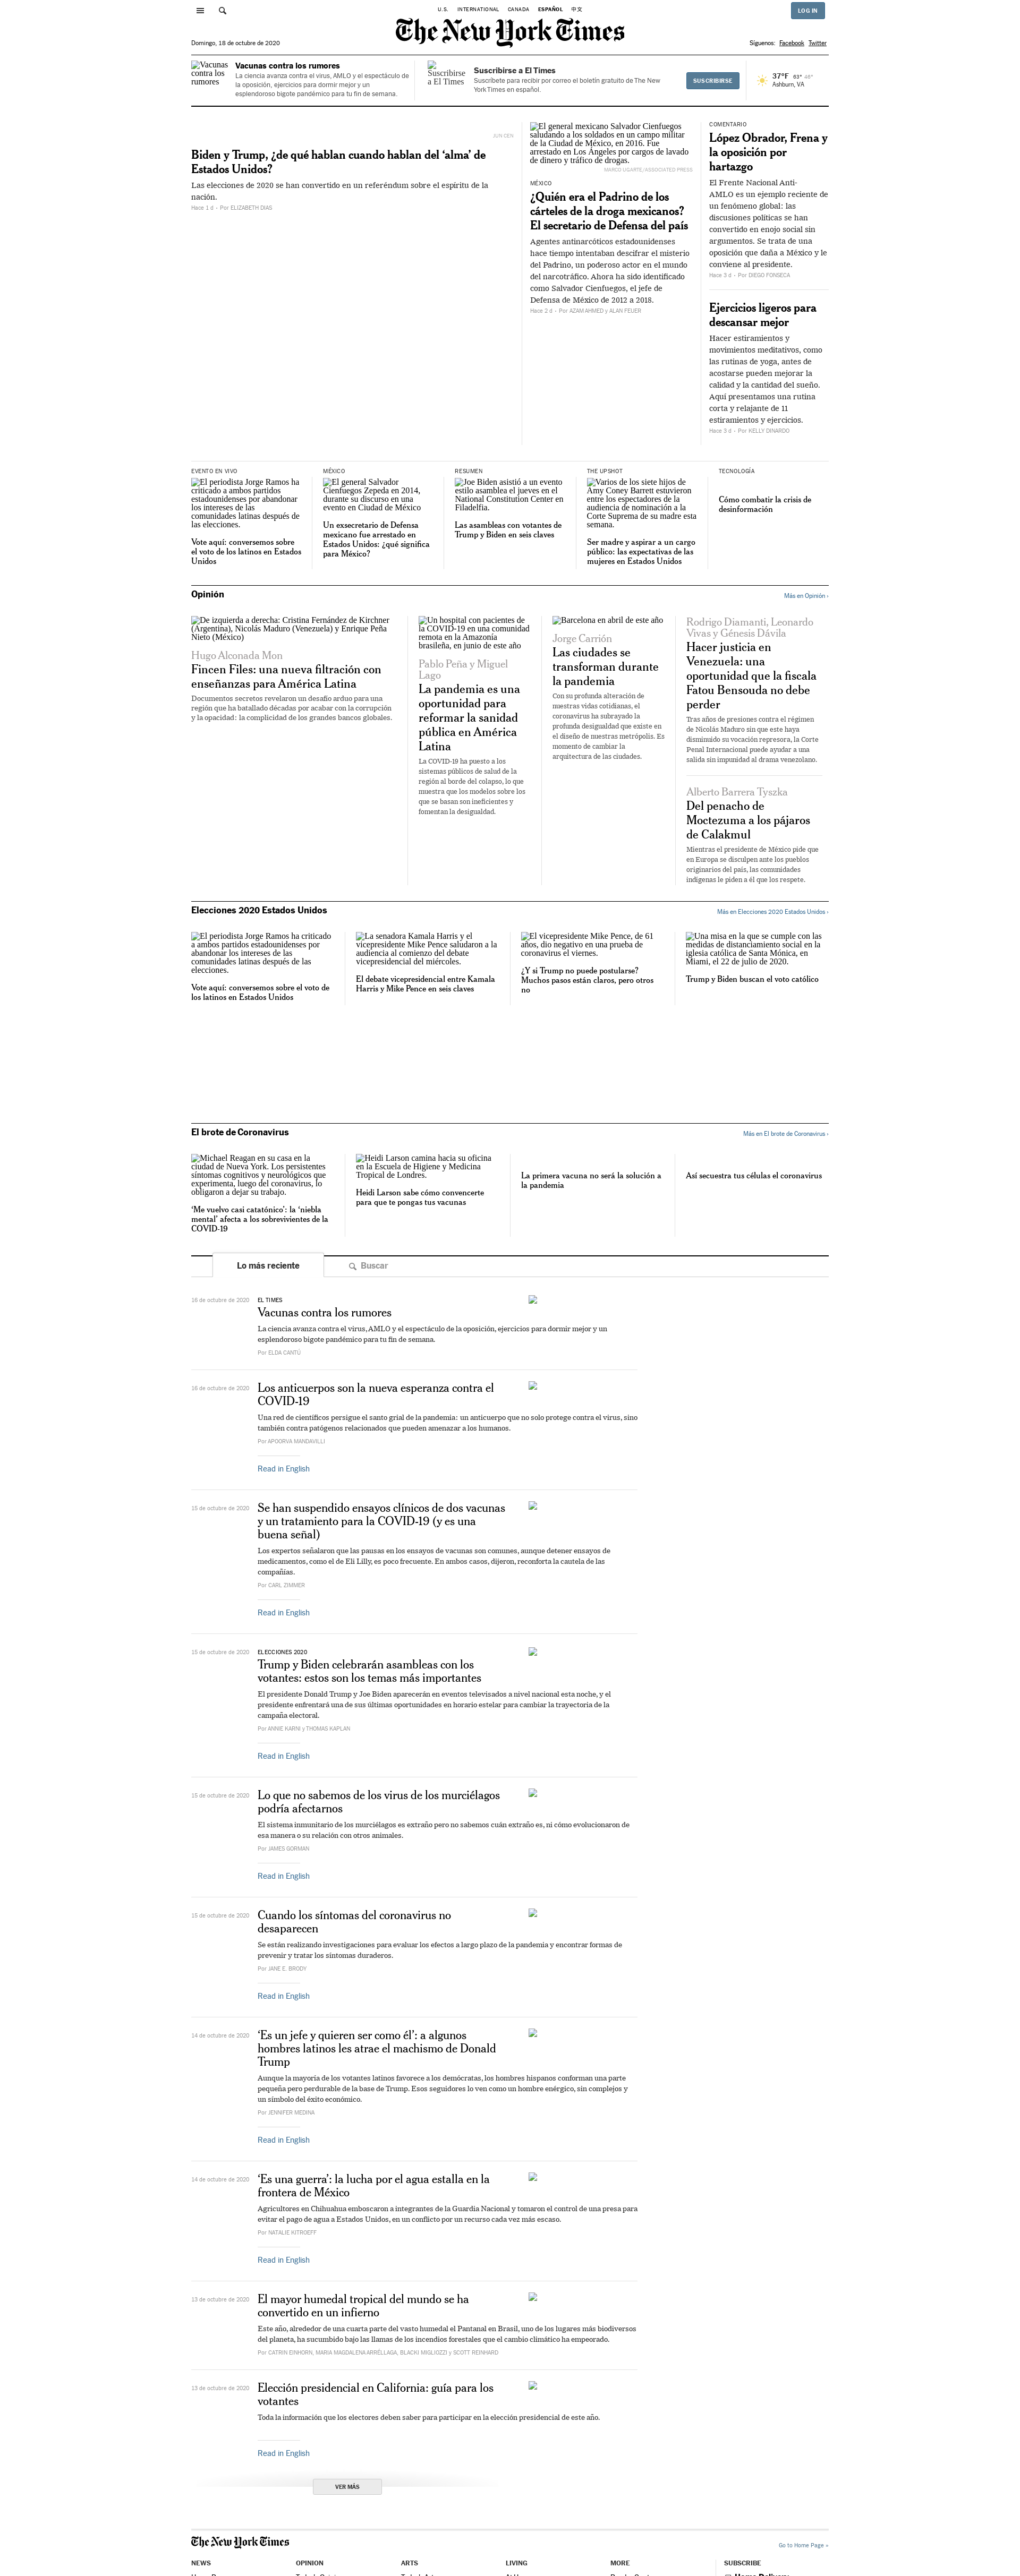 U.S. INTERNATIONAL CANADA ESPAÑOL 中文
LOG IN
The New York Times
Domingo, 18 de octubre de 2020
Síguenos: Facebook Twitter
Vacunas contra los rumores
Vacunas contra los rumores
La ciencia avanza contra el virus, AMLO y el espectáculo de
la oposición, ejercicios para dormir mejor y un
esplendoroso bigote pandémico para tu fin de semana.
Suscribirse a El Times
Suscribirse a El Times
Suscríbete para recibir por correo el boletín gratuito de The New
York Times en español.
SUSCRIBIRSE
37°F 63° 46°
Ashburn, VA
JUN CEN
Biden y Trump, ¿de qué hablan cuando hablan del ‘alma’ de
Estados Unidos?
Las elecciones de 2020 se han convertido en un referéndum sobre el espíritu de la
nación.
Hace 1 d - Por ELIZABETH DIAS
El general mexicano Salvador Cienfuegos
saludando a los soldados en un campo militar
de la Ciudad de México, en 2016. Fue
arrestado en Los Ángeles por cargos de lavado
de dinero y tráfico de drogas.
MARCO UGARTE/ASSOCIATED PRESS
MÉXICO
¿Quién era el Padrino de los
cárteles de la droga mexicanos?
El secretario de Defensa del país
Agentes antinarcóticos estadounidenses
hace tiempo intentaban descifrar el misterio
del Padrino, un poderoso actor en el mundo
del narcotráfico. Ahora ha sido identificado
como Salvador Cienfuegos, el jefe de
Defensa de México de 2012 a 2018.
Hace 2 d - Por AZAM AHMED y ALAN FEUER
COMENTARIO
López Obrador, Frena y
la oposición por
hartazgo
El Frente Nacional Anti-
AMLO es un ejemplo reciente de
un fenómeno global: las
discusiones políticas se han
convertido en enojo social sin
argumentos. Se trata de una
oposición que daña a México y le
conviene al presidente.
Hace 3 d - Por DIEGO FONSECA
Ejercicios ligeros para
descansar mejor
Hacer estiramientos y
movimientos meditativos, como
las rutinas de yoga, antes de
acostarse pueden mejorar la
calidad y la cantidad del sueño.
Aquí presentamos una rutina
corta y relajante de 11
estiramientos y ejercicios.
Hace 3 d - Por KELLY DINARDO
EVENTO EN VIVO
El periodista Jorge Ramos ha
criticado a ambos partidos
estadounidenses por abandonar
los intereses de las
comunidades latinas después de
las elecciones.
Vote aquí: conversemos sobre
el voto de los latinos en Estados
Unidos
MÉXICO
El general Salvador
Cienfuegos Zepeda en 2014,
durante su discurso en una
evento en Ciudad de México
Un exsecretario de Defensa
mexicano fue arrestado en
Estados Unidos: ¿qué significa
para México?
RESUMEN
Joe Biden asistió a un evento
estilo asamblea el jueves en el
National Constitution Center en
Filadelfia.
Las asambleas con votantes de
Trump y Biden en seis claves
THE UPSHOT
Varios de los siete hijos de
Amy Coney Barrett estuvieron
entre los espectadores de la
audiencia de nominación a la
Corte Suprema de su madre esta
semana.
Ser madre y aspirar a un cargo
público: las expectativas de las
mujeres en Estados Unidos
TECNOLOGÍA
Cómo combatir la crisis de
desinformación
Opinión
Más en Opinión ›
De izquierda a derecha: Cristina Fernández de Kirchner
(Argentina), Nicolás Maduro (Venezuela) y Enrique Peña
Nieto (México)
Hugo Alconada Mon
Fincen Files: una nueva filtración con
enseñanzas para América Latina
Documentos secretos revelaron un desafío arduo para una
región que ha batallado décadas por acabar con la corrupción
y la opacidad: la complicidad de los grandes bancos globales.
Un hospital con pacientes de
la COVID-19 en una comunidad
remota en la Amazonía
brasileña, en junio de este año
Pablo Peña y Miguel
Lago
La pandemia es una
oportunidad para
reformar la sanidad
pública en América
Latina
La COVID-19 ha puesto a los
sistemas públicos de salud de la
región al borde del colapso, lo que
muestra que los modelos sobre los
que se basan son ineficientes y
fomentan la desigualdad.
Barcelona en abril de este año
Jorge Carrión
Las ciudades se
transforman durante
la pandemia
Con su profunda alteración de
nuestras vidas cotidianas, el
coronavirus ha subrayado la
profunda desigualdad que existe en
el diseño de nuestras metrópolis. Es
momento de cambiar la
arquitectura de las ciudades.
Rodrigo Diamanti, Leonardo
Vivas y Génesis Dávila
Hacer justicia en
Venezuela: una
oportunidad que la fiscala
Fatou Bensouda no debe
perder
Tras años de presiones contra el régimen
de Nicolás Maduro sin que este haya
disminuido su vocación represora, la Corte
Penal Internacional puede ayudar a una
salida sin impunidad al drama venezolano.
Alberto Barrera Tyszka
Del penacho de
Moctezuma a los pájaros
de Calakmul
Mientras el presidente de México pide que
en Europa se disculpen ante los pueblos
originarios del país, las comunidades
indígenas le piden a él que los respete.
Elecciones 2020 Estados Unidos
Más en Elecciones 2020 Estados Unidos ›
El periodista Jorge Ramos ha criticado
a ambos partidos estadounidenses por
abandonar los intereses de las
comunidades latinas después de las
elecciones.
Vote aquí: conversemos sobre el voto de
los latinos en Estados Unidos
La senadora Kamala Harris y el
vicepresidente Mike Pence saludaron a la
audiencia al comienzo del debate
vicepresidencial del miércoles.
El debate vicepresidencial entre Kamala
Harris y Mike Pence en seis claves
El vicepresidente Mike Pence, de 61
años, dio negativo en una prueba de
coronavirus el viernes.
¿Y si Trump no puede postularse?
Muchos pasos están claros, pero otros
no
Una misa en la que se cumple con las
medidas de distanciamiento social en la
iglesia católica de Santa Mónica, en
Miami, el 22 de julio de 2020.
Trump y Biden buscan el voto católico
El brote de Coronavirus
Más en El brote de Coronavirus ›
Michael Reagan en su casa en la
ciudad de Nueva York. Los persistentes
síntomas cognitivos y neurológicos que
experimenta, luego del coronavirus, lo
obligaron a dejar su trabajo.
‘Me vuelvo casi catatónico’: la ‘niebla
mental’ afecta a los sobrevivientes de la
COVID-19
Heidi Larson camina hacia su oficina
en la Escuela de Higiene y Medicina
Tropical de Londres.
Heidi Larson sabe cómo convencerte
para que te pongas tus vacunas
La primera vacuna no será la solución a
la pandemia
Así secuestra tus células el coronavirus
Lo más reciente
Buscar
16 de octubre de 2020
EL TIMES
Vacunas contra los rumores
La ciencia avanza contra el virus, AMLO y el espectáculo de la oposición, ejercicios para dormir mejor y un
esplendoroso bigote pandémico para tu fin de semana.
Por ELDA CANTÚ
16 de octubre de 2020
Los anticuerpos son la nueva esperanza contra el
COVID-19
Una red de científicos persigue el santo grial de la pandemia: un anticuerpo que no solo protege contra el virus, sino
también contra patógenos relacionados que pueden amenazar a los humanos.
Por APOORVA MANDAVILLI
Read in English
15 de octubre de 2020
Se han suspendido ensayos clínicos de dos vacunas
y un tratamiento para la COVID-19 (y es una
buena señal)
Los expertos señalaron que las pausas en los ensayos de vacunas son comunes, aunque detener ensayos de
medicamentos, como el de Eli Lilly, es poco frecuente. En ambos casos, dijeron, reconforta la cautela de las
compañías.
Por CARL ZIMMER
Read in English
15 de octubre de 2020
ELECCIONES 2020
Trump y Biden celebrarán asambleas con los
votantes: estos son los temas más importantes
El presidente Donald Trump y Joe Biden aparecerán en eventos televisados a nivel nacional esta noche, y el
presidente enfrentará una de sus últimas oportunidades en horario estelar para cambiar la trayectoria de la
campaña electoral.
Por ANNIE KARNI y THOMAS KAPLAN
Read in English
15 de octubre de 2020
Lo que no sabemos de los virus de los murciélagos
podría afectarnos
El sistema inmunitario de los murciélagos es extraño pero no sabemos cuán extraño es, ni cómo evolucionaron de
esa manera o su relación con otros animales.
Por JAMES GORMAN
Read in English
15 de octubre de 2020
Cuando los síntomas del coronavirus no
desaparecen
Se están realizando investigaciones para evaluar los efectos a largo plazo de la pandemia y encontrar formas de
prevenir y tratar los síntomas duraderos.
Por JANE E. BRODY
Read in English
14 de octubre de 2020
‘Es un jefe y quieren ser como él’: a algunos
hombres latinos les atrae el machismo de Donald
Trump
Aunque la mayoría de los votantes latinos favorece a los demócratas, los hombres hispanos conforman una parte
pequeña pero perdurable de la base de Trump. Esos seguidores lo ven como un hombre enérgico, sin complejos y
un símbolo del éxito económico.
Por JENNIFER MEDINA
Read in English
14 de octubre de 2020
‘Es una guerra’: la lucha por el agua estalla en la
frontera de México
Agricultores en Chihuahua emboscaron a integrantes de la Guardia Nacional y tomaron el control de una presa para
evitar el pago de agua a Estados Unidos, en un conflicto por un recurso cada vez más escaso.
Por NATALIE KITROEFF
Read in English
13 de octubre de 2020
El mayor humedal tropical del mundo se ha
convertido en un infierno
Este año, alrededor de una cuarta parte del vasto humedal el Pantanal en Brasil, uno de los lugares más biodiversos
del planeta, ha sucumbido bajo las llamas de los incendios forestales que el cambio climático ha empeorado.
Por CATRIN EINHORN, MARIA MAGDALENA ARRÉLLAGA, BLACKI MIGLIOZZI y SCOTT REINHARD
13 de octubre de 2020
Elección presidencial en California: guía para los
votantes
Toda la información que los electores deben saber para participar en la elección presidencial de este año.
Read in English
VER MÁS
The New York Times
Go to Home Page »
NEWS OPINION ARTS LIVING MORE SUBSCRIBE